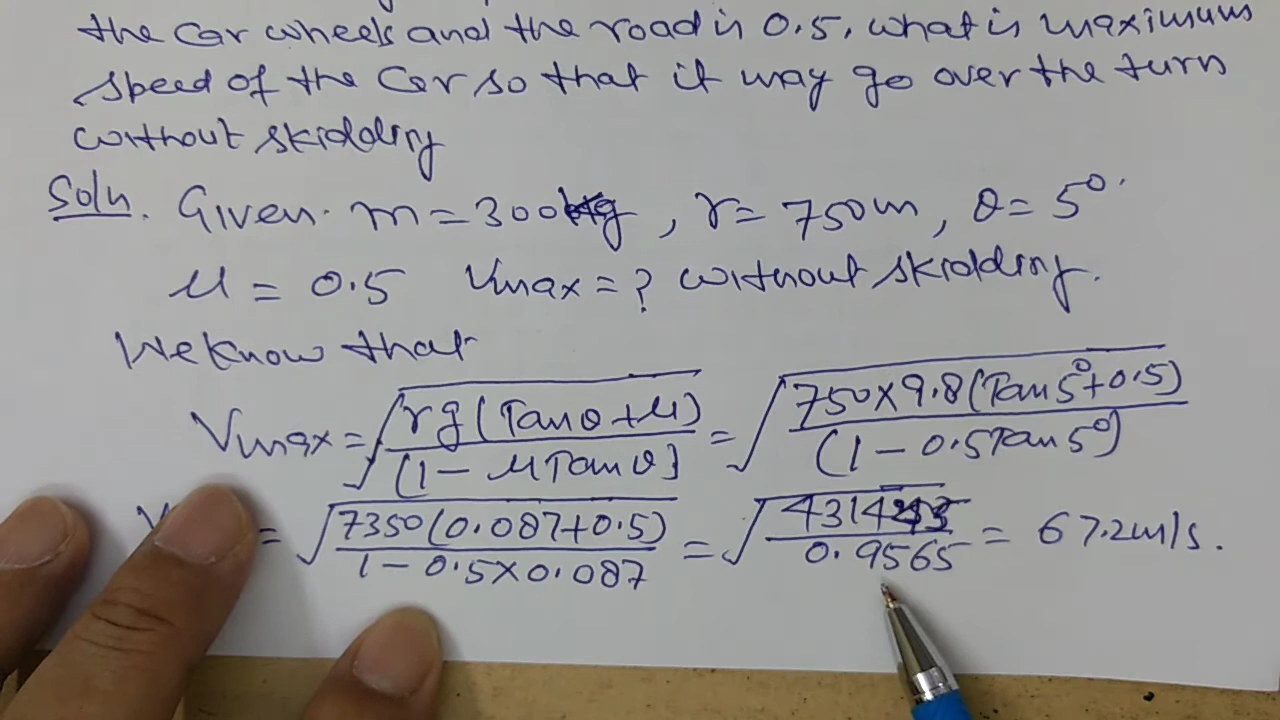 the car wheels and the road is 0.5, what is maximum
speed of the car so that it may go over the turn
without skidding
Soln. Given. m = 300kg, r = 750m, θ = 5°.
μ = 0.5 Vmax = ? without skidding.
We know that
Vmax = √(rg(Tanθ+μ)/(1-μTanθ)) = √(750×9.8(Tan5°+0.5)/(1-0.5Tan5°))
= √(7350(0.087+0.5)/1-0.5×0.087) = √(4314.45/0.9565) = 67.2m/s.